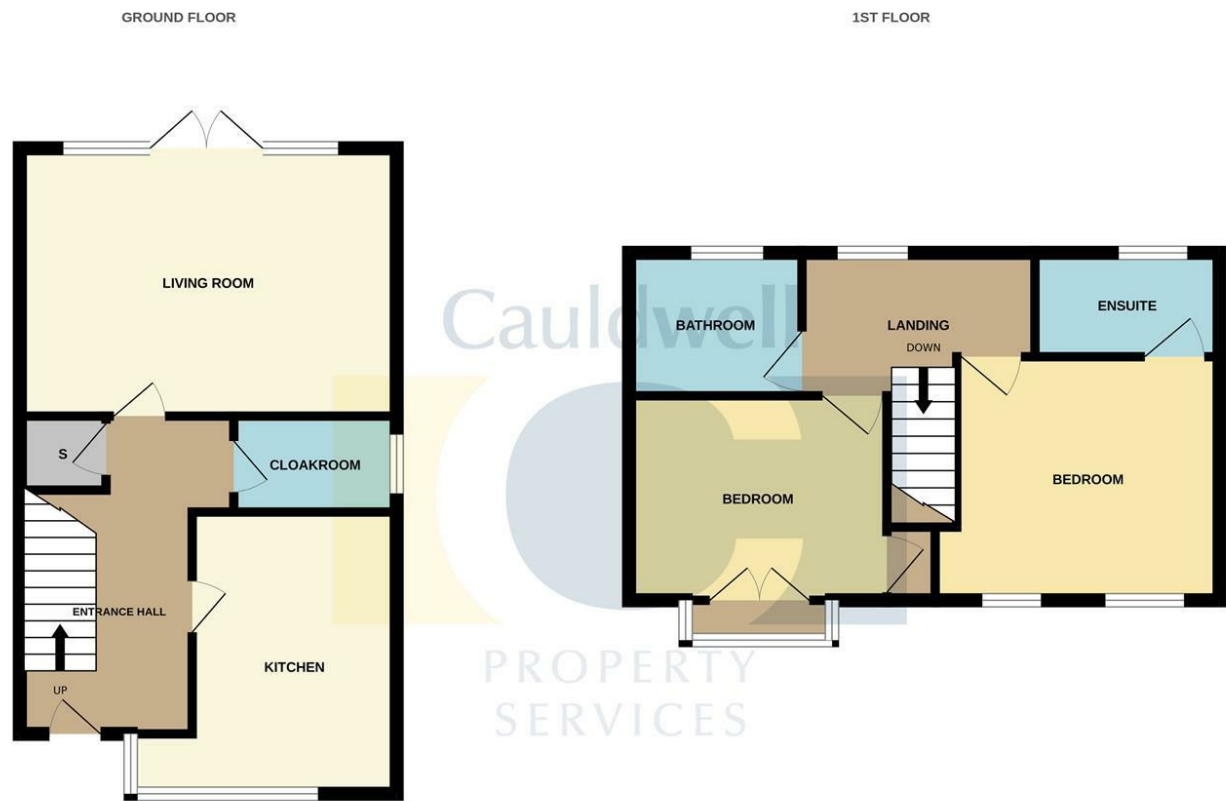 GROUND FLOOR
1ST FLOOR
LIVING ROOM
S
CLOAKROOM
ENTRANCE HALL
KITCHEN
UP
BATHROOM
LANDING
DOWN
ENSUITE
BEDROOM
BEDROOM
Cauldwell
PROPERTY
SERVICES